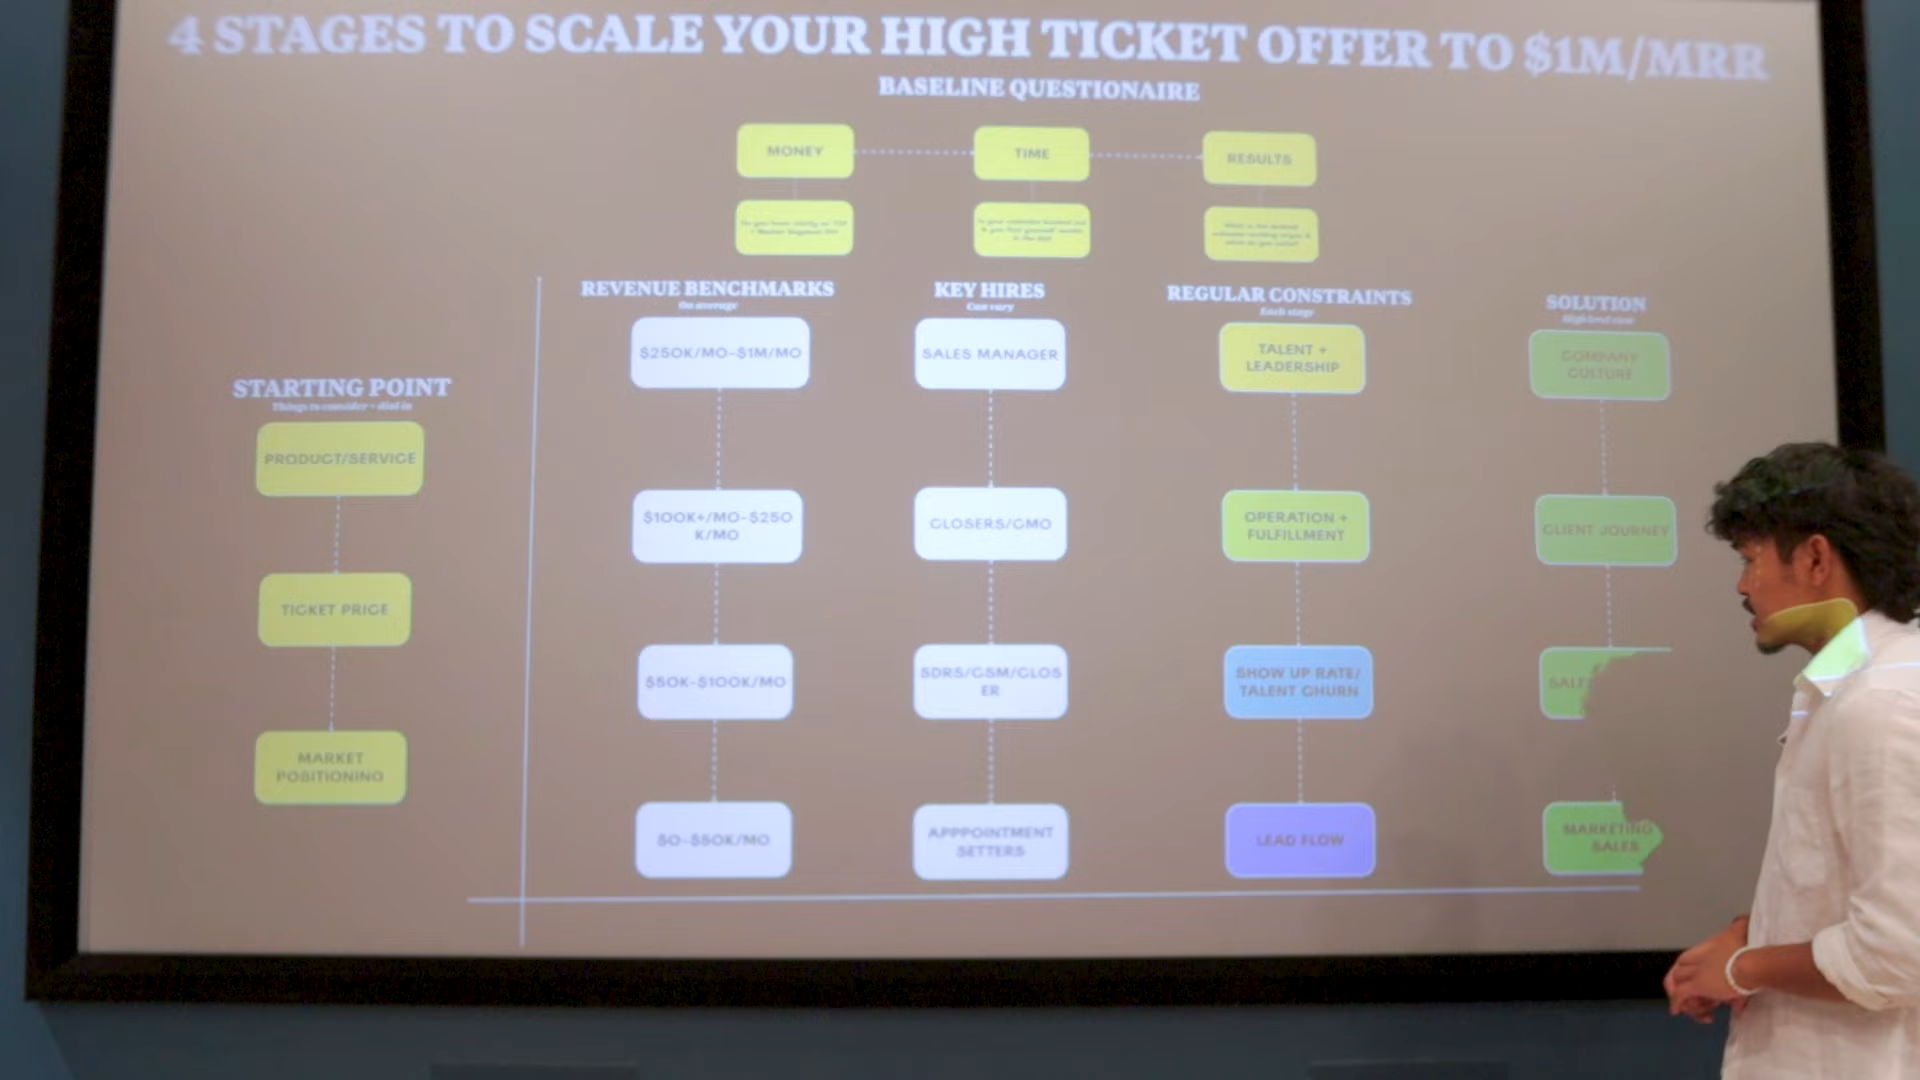 4 STAGES TO SCALE YOUR HIGH TICKET OFFER TO $1M/MRR
BASELINE QUESTIONAIRE
MONEY
TIME
RESULTS
REVENUE BENCHMARKS
On average
KEY HIRES
Can vary
REGULAR CONSTRAINTS
Each stage
SOLUTION
High level view
STARTING POINT
Things to consider + dial in
PRODUCT/SERVICE
TICKET PRICE
MARKET
POSITIONING
$250K/MO-$1M/MO
SALES MANAGER
TALENT +
LEADERSHIP
COMPANY
CULTURE
$100K+/MO-$250
K/MO
CLOSERS/CMO
OPERATION +
FULFILLMENT
CLIENT JOURNEY
$50K-$100K/MO
SDRS/CSM/CLOS
ER
SHOW UP RATE/
TALENT CHURN
SALE
$0-$50K/MO
APPPOINTMENT
SETTERS
LEAD FLOW
MARKETING
SALES